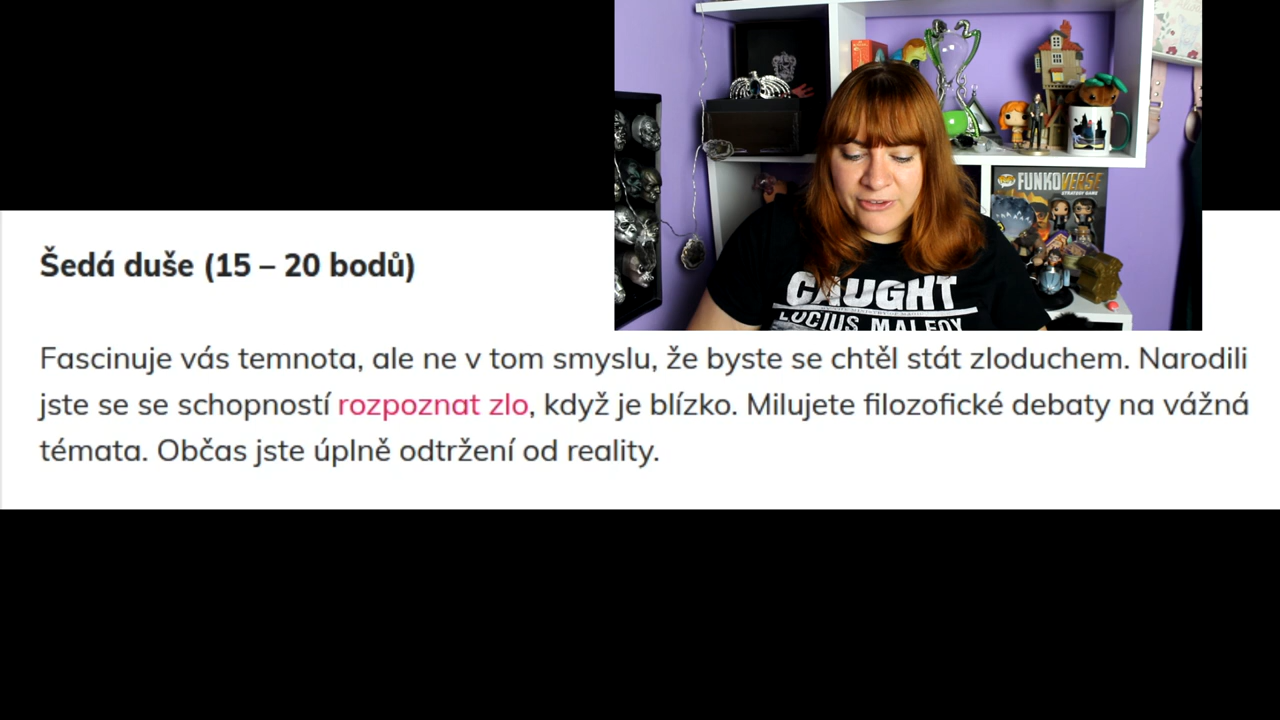 FUNKOVERSE
STRATEGY GAME
CAUGHT
LUCIUS MALFOY
Šedá duše (15 – 20 bodů)
Fascinuje vás temnota, ale ne v tom smyslu, že byste se chtěl stát zloduchem. Narodili
jste se se schopností rozpoznat zlo, když je blízko. Milujete filozofické debaty na vážná
témata. Občas jste úplně odtržení od reality.